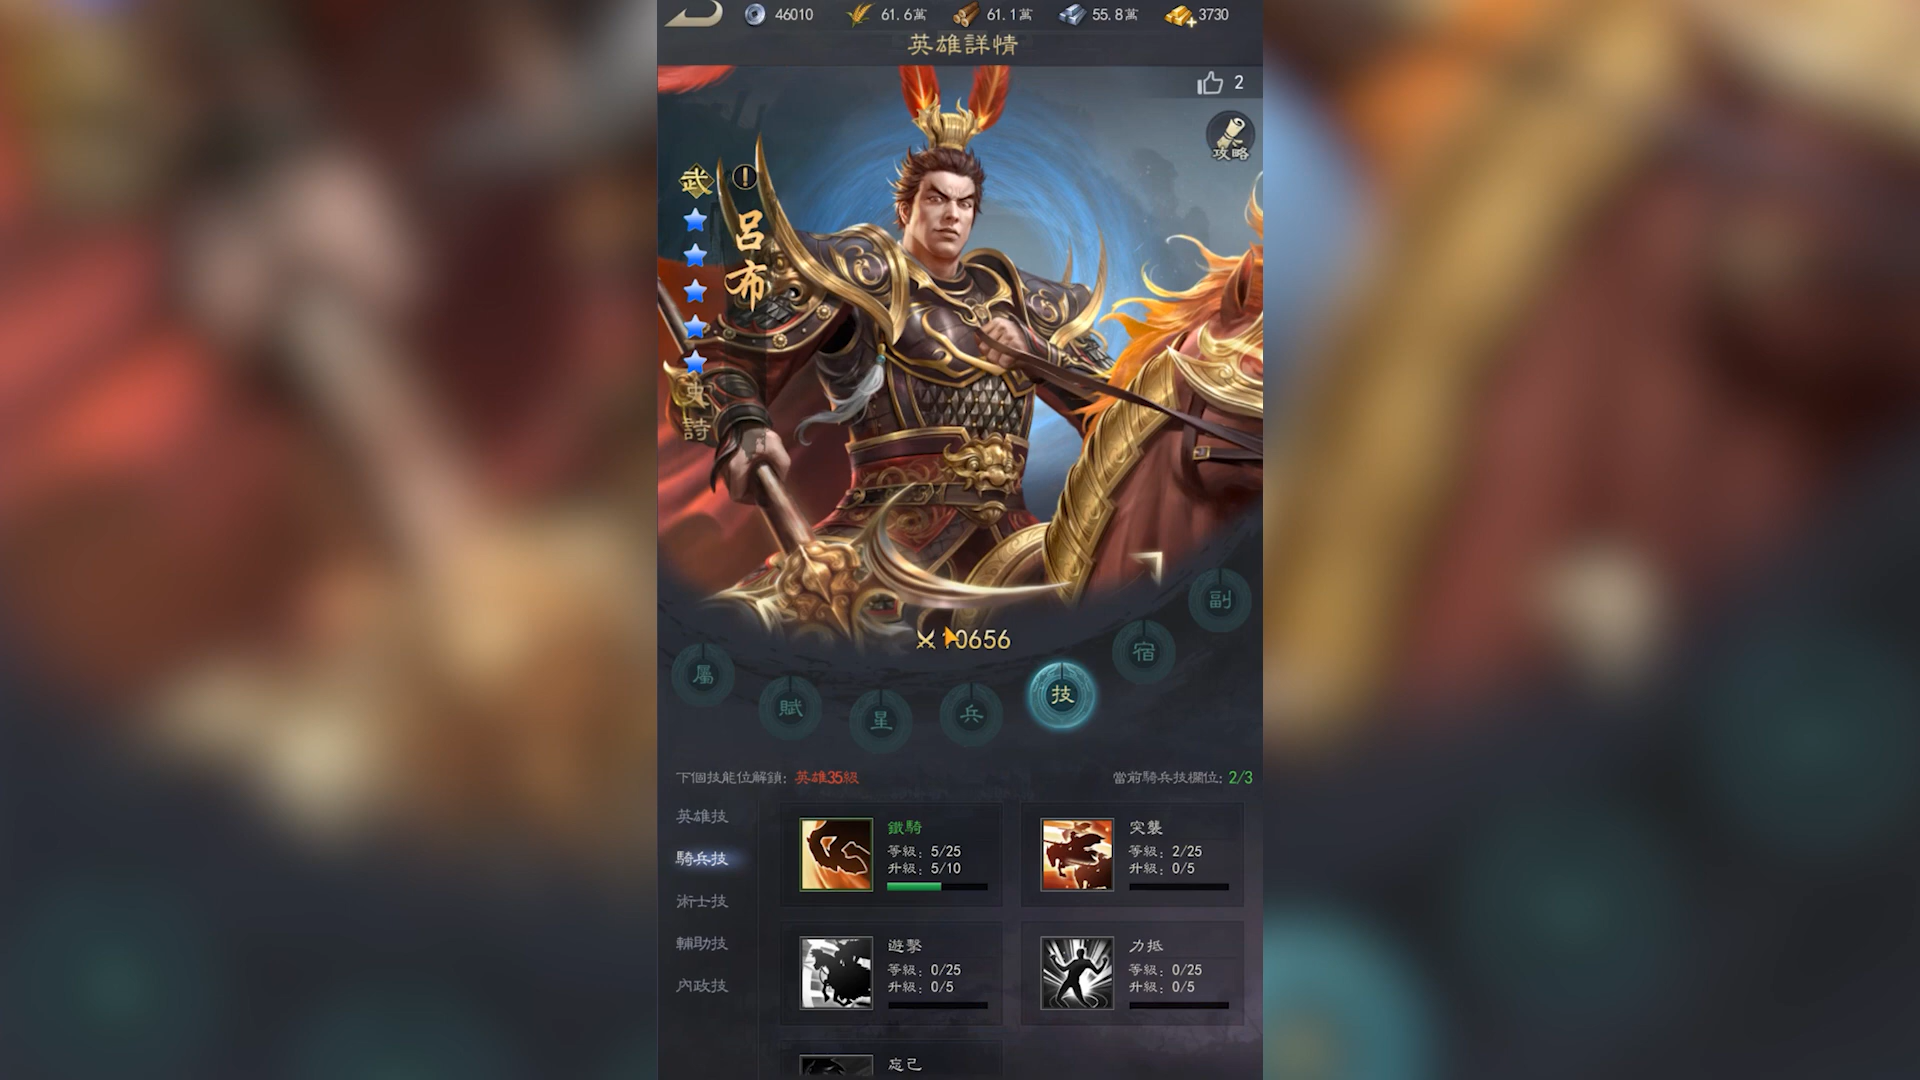 46010 61.6萬 61.1萬 55.8萬 3730
英雄詳情
2
攻略
武
呂布
史詩
10656
屬 賦 星 兵 技 宿 副
下個技能位解鎖: 英雄35級
當前騎兵技欄位: 2/3
英雄技
騎兵技
術士技
輔助技
內政技
鐵騎
等級: 5/25
升級: 5/10
突襲
等級: 2/25
升級: 0/5
遊擊
等級: 0/25
升級: 0/5
力抵
等級: 0/25
升級: 0/5
忘己